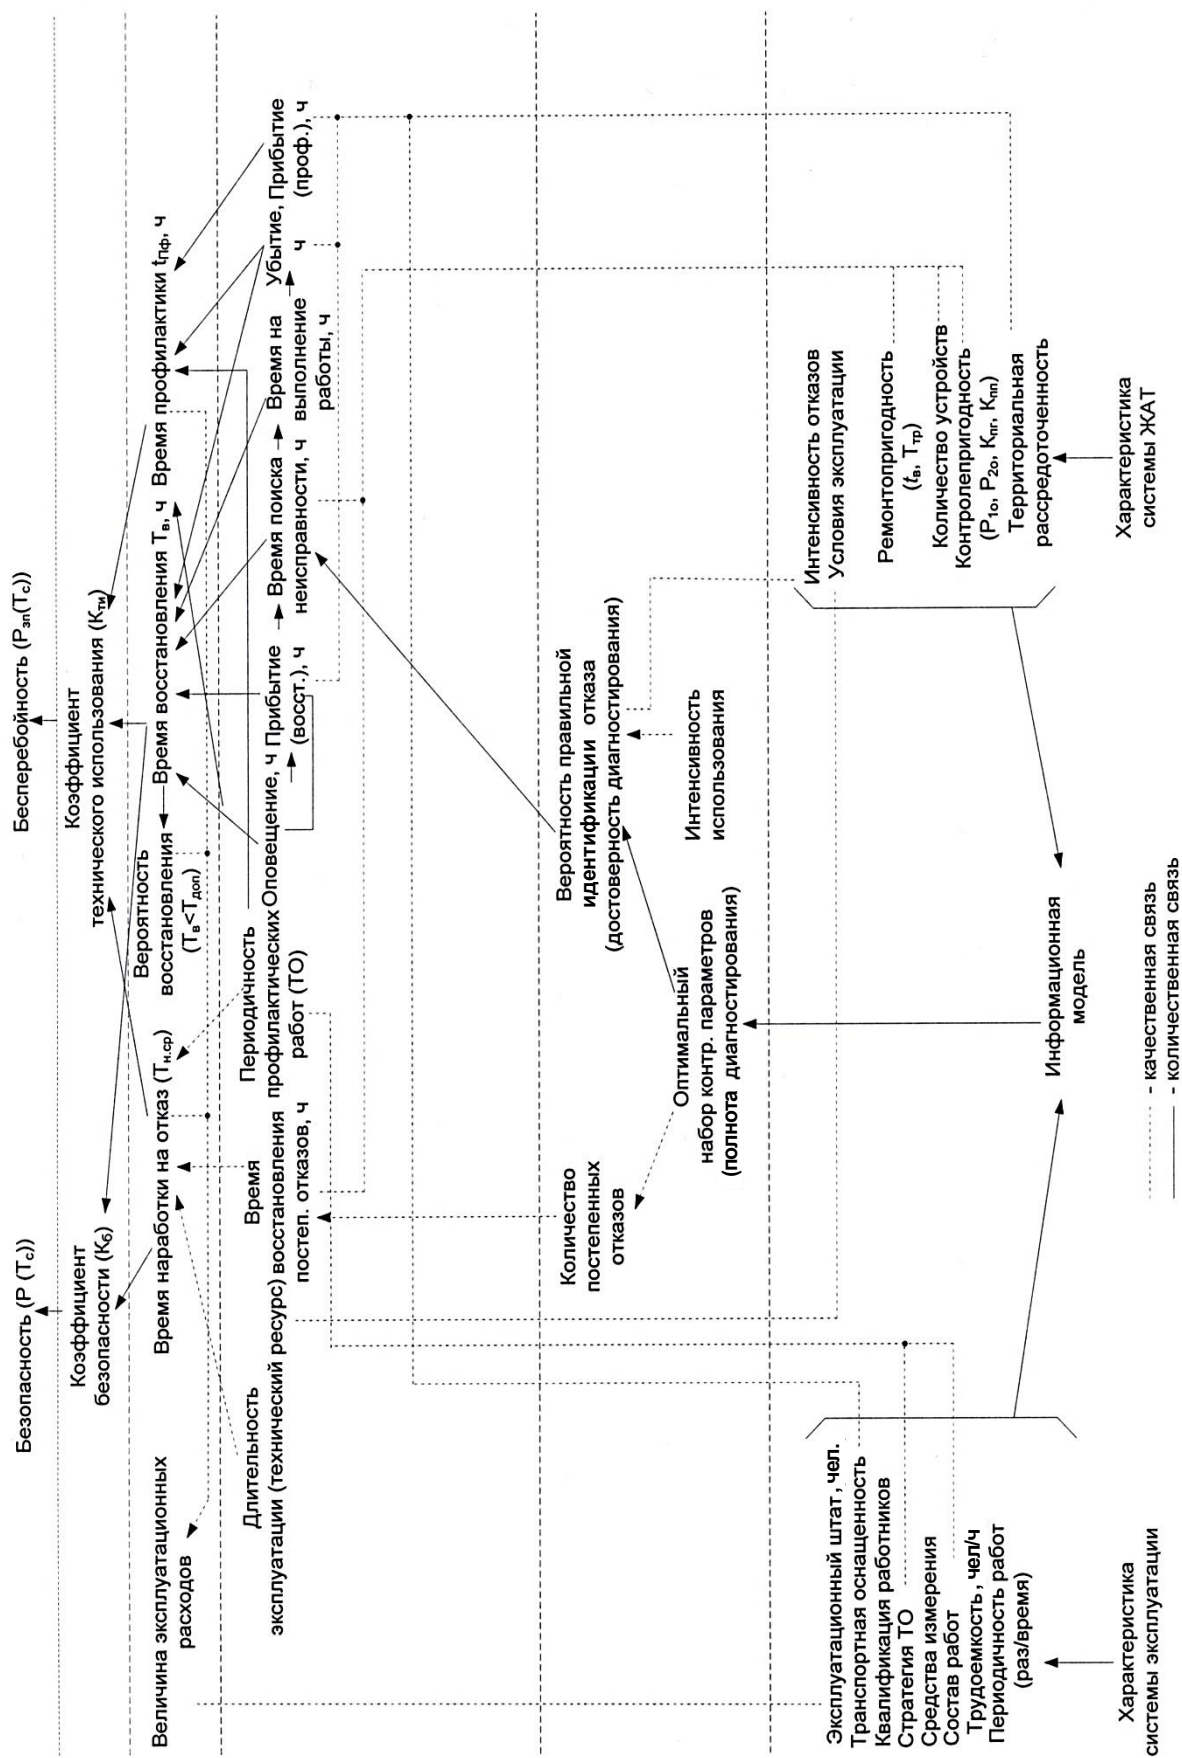 Безопасность (P (Tс))
Бесперебойность (Pзп(Tс))
Коэффициент
безопасности (Kб)
Коэффициент
технического использования (Kти)
Величина эксплуатационных
расходов
Время наработки на отказ (Tн.ср)
Вероятность
восстановления
(Tв<Tдоп)
Время восстановления Tв, ч
Время профилактики tпф, ч
Длительность
эксплуатации (технический ресурс)
Время
восстановления
постеп. отказов, ч
Периодичность
профилактических
работ (ТО)
Оповещение, ч
Прибытие
(восст.), ч
Время поиска
неисправности, ч
Время на
выполнение
работы, ч
Убытие,
ч
Прибытие
(проф.), ч
Количество
постепенных
отказов
Оптимальный
набор контр. параметров
(полнота диагностирования)
Вероятность правильной
идентификации отказа
(достоверность диагностирования)
Интенсивность
использования
Эксплуатационный штат, чел.
Транспортная оснащенность
Квалификация работников
Стратегия ТО
Средства измерения
Состав работ
Трудоемкость, чел/ч
Периодичность работ
(раз/время)
Характеристика
системы эксплуатации
Информационная
модель
Интенсивность отказов
Условия эксплуатации
Ремонтопригодность
(tв, Tтр)
Количество устройств
Контролепригодность
(P1о, P2о, Kпг, Kпп)
Территориальная
рассредоточенность
Характеристика
системы ЖАТ
- качественная связь
- количественная связь